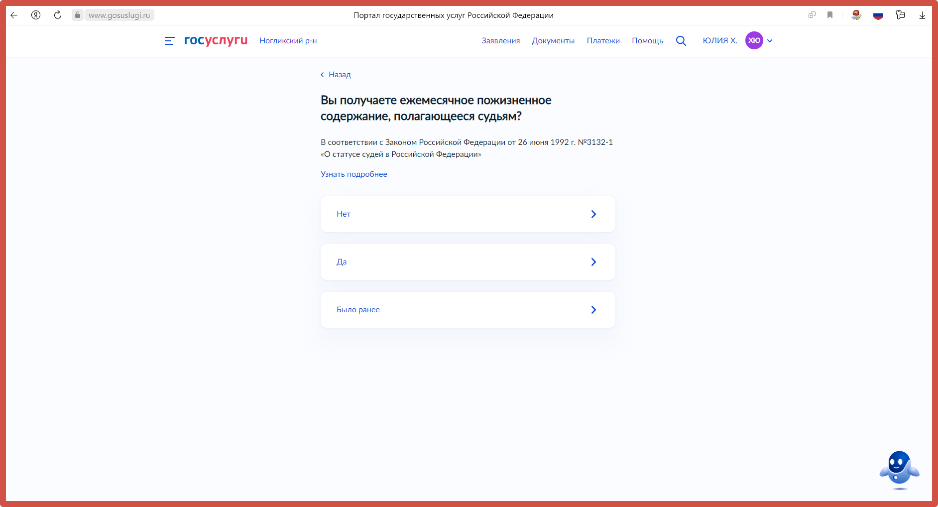 www.gosuslugi.ru
Портал государственных услуг Российской Федерации
госуслуги
Ногликский р-н
Заявления Документы Платежи Помощь
ЮЛИЯ Х.
ХЮ
Назад
Вы получаете ежемесячное пожизненное
содержание, полагающееся судьям?
В соответствии с Законом Российской Федерации от 26 июня 1992 г. №3132-1
«О статусе судей в Российской Федерации»
Узнать подробнее
Нет
Да
Было ранее